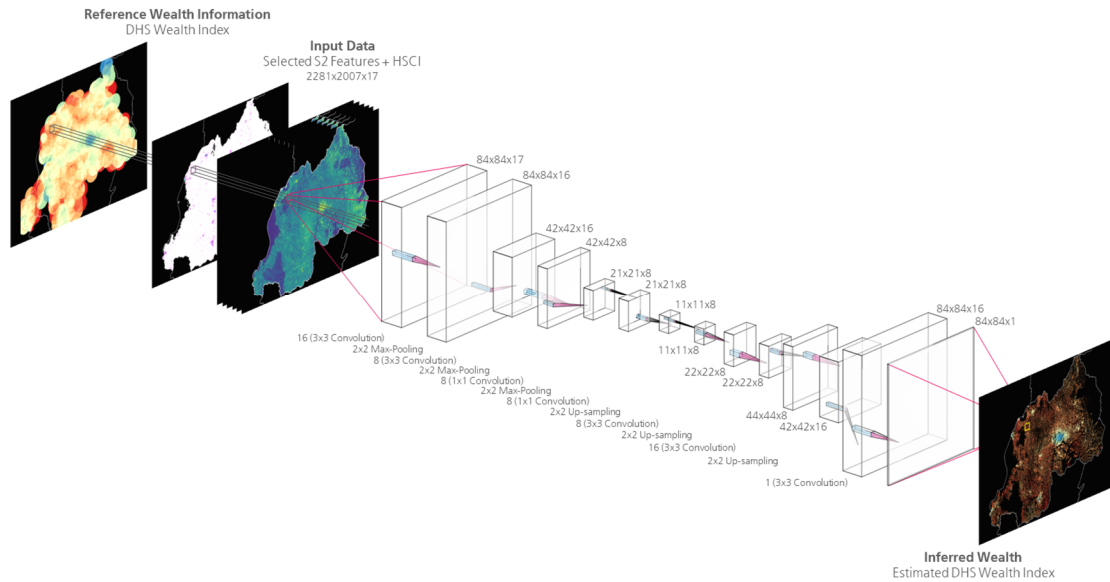 Reference Wealth Information
DHS Wealth Index
Input Data
Selected S2 Features + HSCI
2281x2007x17
84x84x17
84x84x16
42x42x16
42x42x8
21x21x8
21x21x8
11x11x8
11x11x8
22x22x8
22x22x8
44x44x8
42x42x16
84x84x16
84x84x1
16 (3x3 Convolution)
2x2 Max-Pooling
8 (3x3 Convolution)
2x2 Max-Pooling
8 (1x1 Convolution)
2x2 Max-Pooling
8 (1x1 Convolution)
2x2 Up-sampling
8 (3x3 Convolution)
2x2 Up-sampling
16 (3x3 Convolution)
2x2 Up-sampling
1 (3x3 Convolution)
Inferred Wealth
Estimated DHS Wealth Index